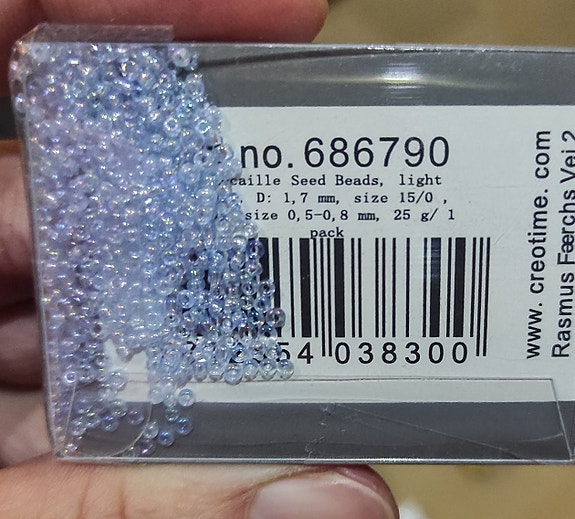 no. 686790
caille Seed Beads, light
D: 1,7 mm, size 15/0 ,
size 0,5-0,8 mm, 25 g/ 1
pack
54 038300
www. creotime. com
Rasmus Færchs Vej 2